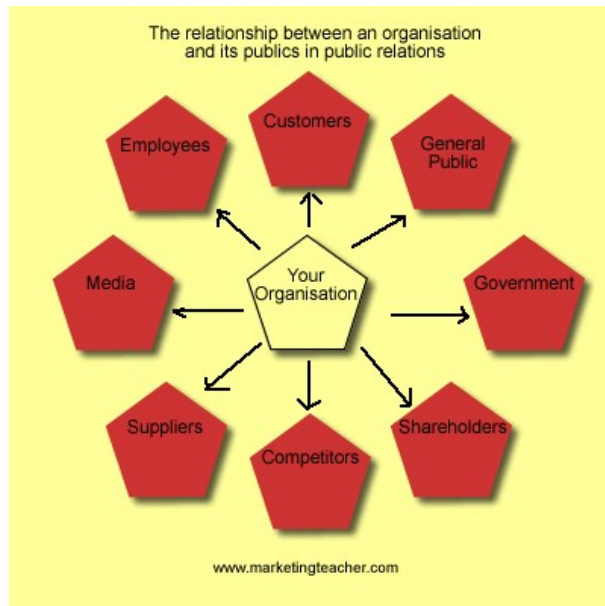 The relationship between an organisation
and its publics in public relations
Customers
Employees
General
Public
Media
Your
Organisation
Government
Suppliers
Competitors
Shareholders
www.marketingteacher.com